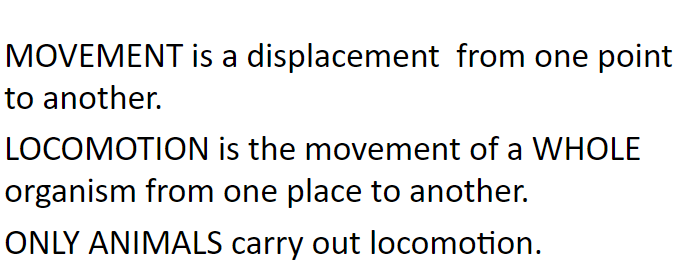 MOVEMENT is a displacement  from one point
to another.
LOCOMOTION is the movement of a WHOLE
organism from one place to another.
ONLY ANIMALS carry out locomotion.